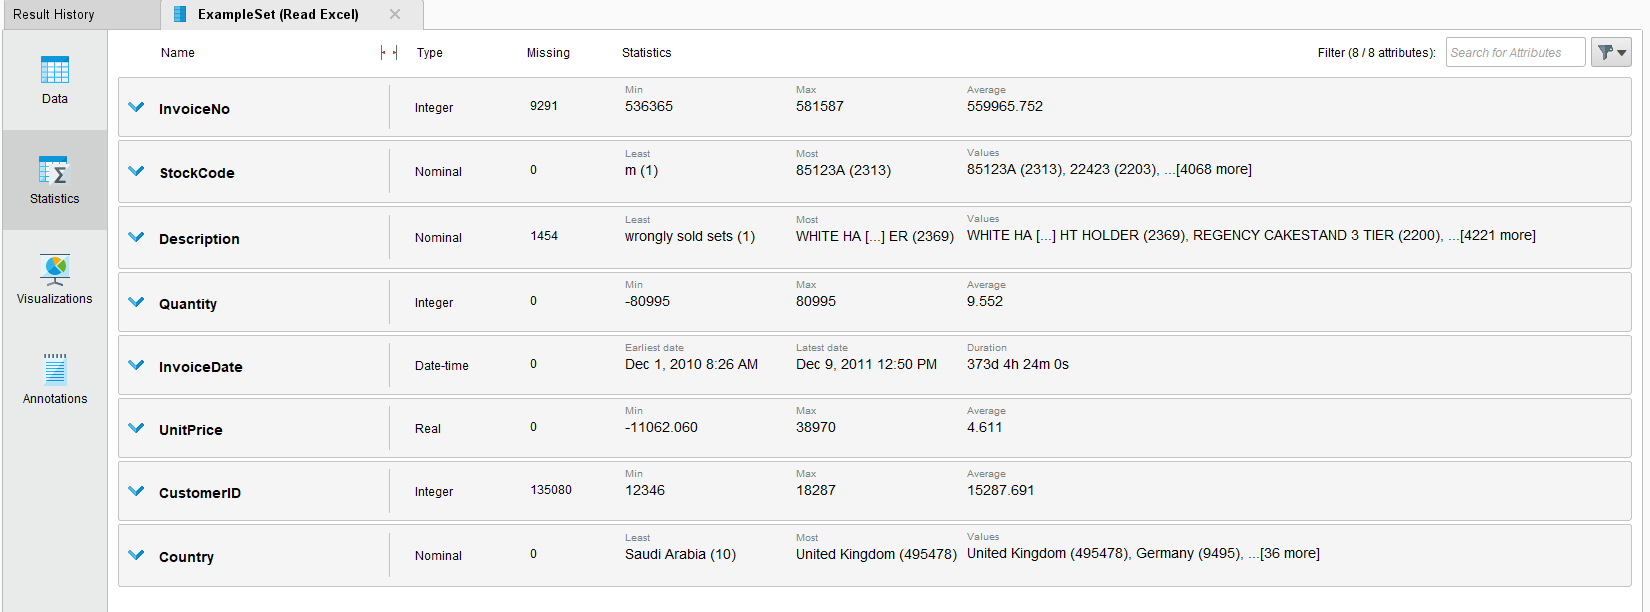 Result History
ExampleSet (Read Excel)
Data
Statistics
Visualizations
Annotations
Name Type Missing Statistics Filter (8 / 8 attributes): Search for Attributes
Min Max Average
InvoiceNo Integer 9291 536365 581587 559965.752
Least Most Values
StockCode Nominal 0 m (1) 85123A (2313) 85123A (2313), 22423 (2203), ...[4068 more]
Least Most Values
Description Nominal 1454 wrongly sold sets (1) WHITE HA [...] ER (2369) WHITE HA [...] HT HOLDER (2369), REGENCY CAKESTAND 3 TIER (2200), ...[4221 more]
Min Max Average
Quantity Integer 0 -80995 80995 9.552
Earliest date Latest date Duration
InvoiceDate Date-time 0 Dec 1, 2010 8:26 AM Dec 9, 2011 12:50 PM 373d 4h 24m 0s
Min Max Average
UnitPrice Real 0 -11062.060 38970 4.611
Min Max Average
CustomerID Integer 135080 12346 18287 15287.691
Least Most Values
Country Nominal 0 Saudi Arabia (10) United Kingdom (495478) United Kingdom (495478), Germany (9495), ...[36 more]